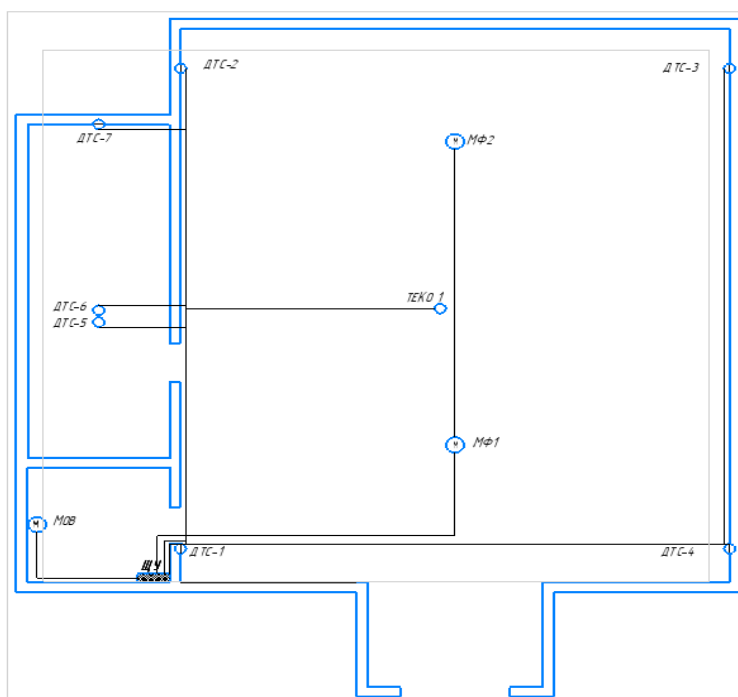 ДТС-2
ДТС-3
ДТС-7
М
МФ2
ДТС-6
ТЕКО 1
ДТС-5
М
МФ1
М
МОВ
ЩУ
ДТС-1
ДТС-4